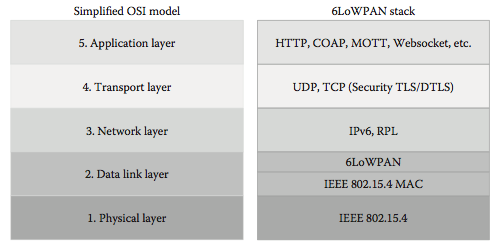 Simplified OSI model
6LoWPAN stack
5. Application layer
HTTP, COAP, MOTT, Websocket, etc.
4. Transport layer
UDP, TCP (Security TLS/DTLS)
3. Network layer
IPv6, RPL
2. Data link layer
6LoWPAN
IEEE 802.15.4 MAC
1. Physical layer
IEEE 802.15.4